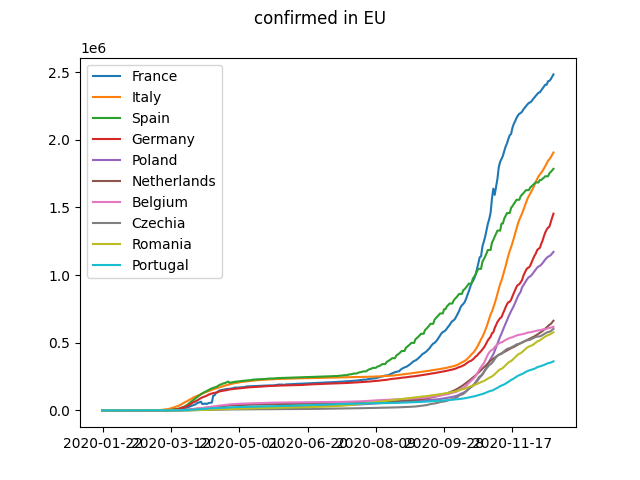 confirmed in EU
1e6
2.5
2.0
1.5
1.0
0.5
0.0
France
Italy
Spain
Germany
Poland
Netherlands
Belgium
Czechia
Romania
Portugal
2020-01-22 2020-03-12 2020-05-01 2020-06-20 2020-08-09 2020-09-28 2020-11-17